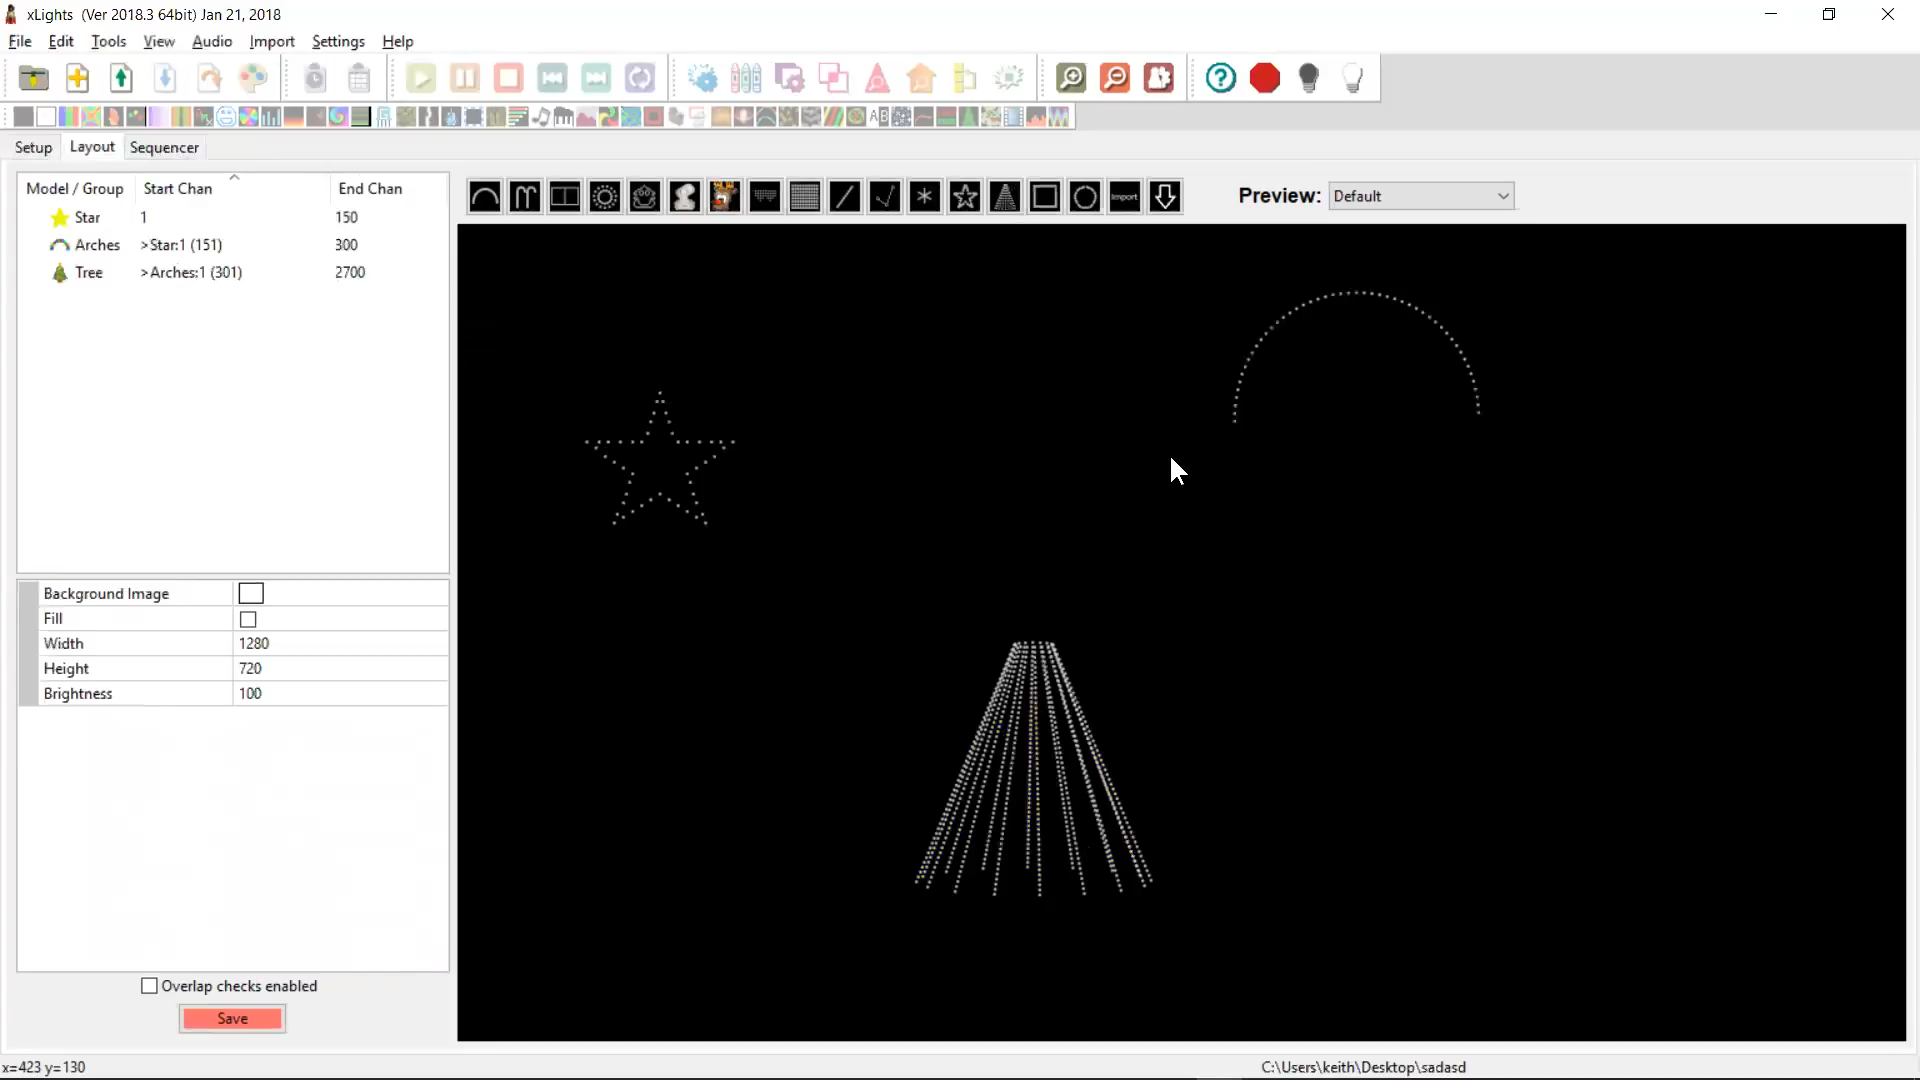 xLights (Ver 2018.3 64bit) Jan 21, 2018
File Edit Tools View Audio Import Settings Help
AB
Setup Layout Sequencer
Model / Group Start Chan End Chan
Star 1 150
Arches >Star:1 (151) 300
Tree >Arches:1 (301) 2700
Import
Preview: Default
Background Image
Fill
Width 1280
Height 720
Brightness 100
Overlap checks enabled
Save
x=423 y=130
C:\Users\keith\Desktop\sadasd